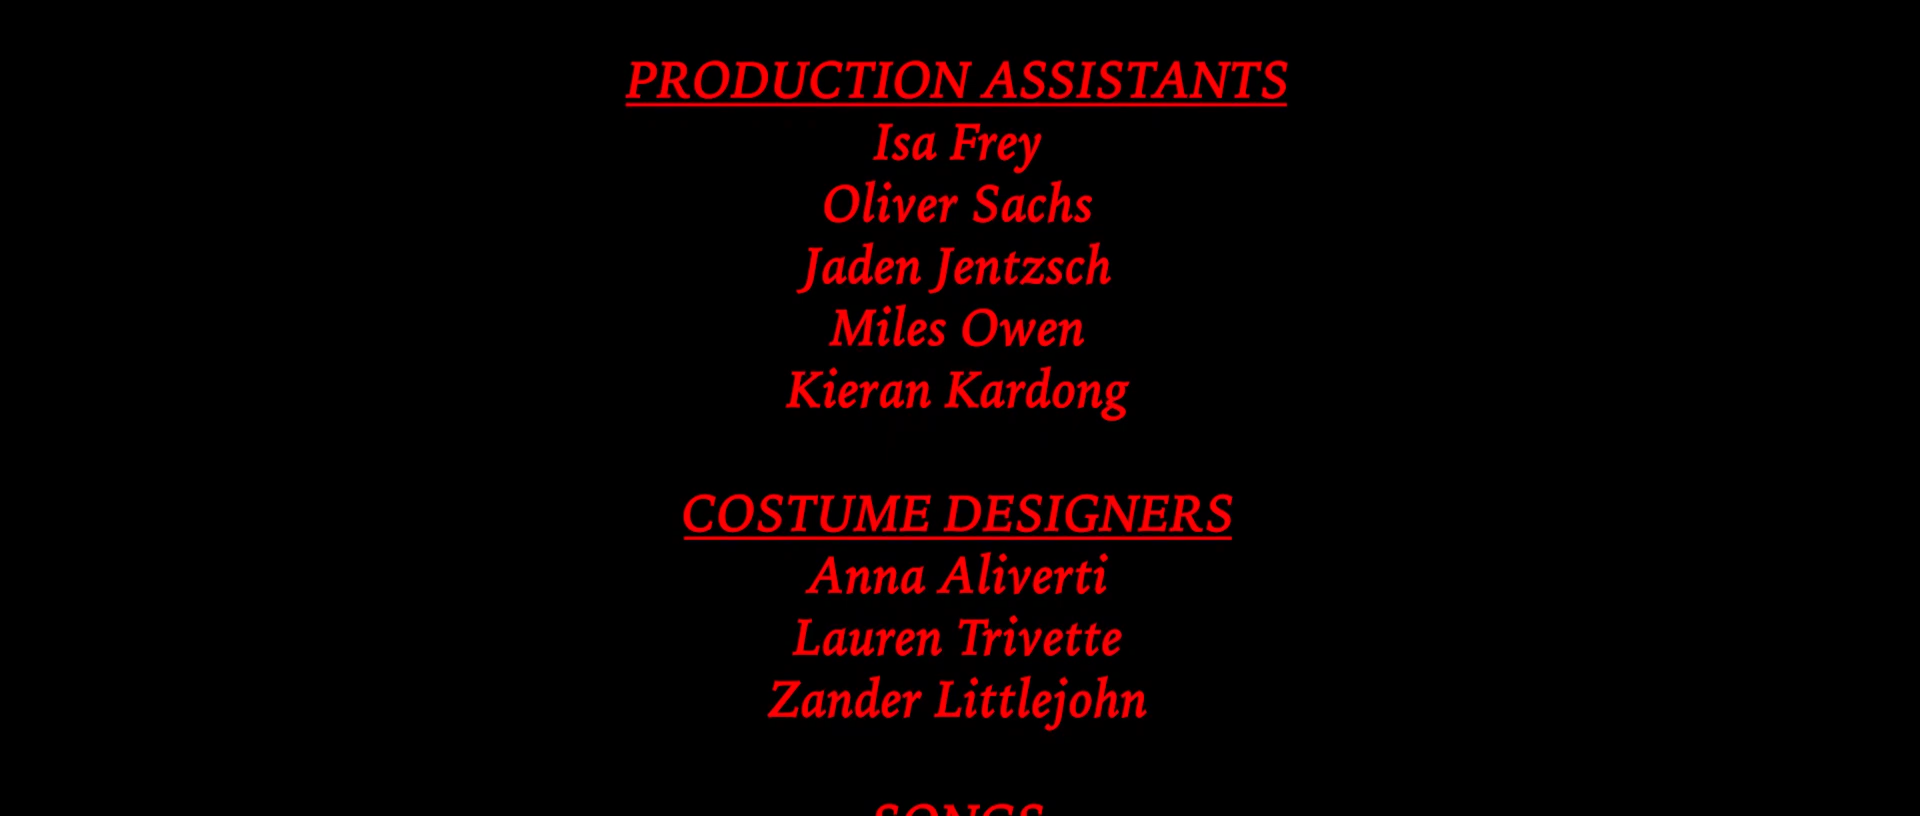 PRODUCTION ASSISTANTS
Isa Frey
Oliver Sachs
Jaden Jentzsch
Miles Owen
Kieran Kardong
COSTUME DESIGNERS
Anna Aliverti
Lauren Trivette
Zander Littlejohn
SONGS